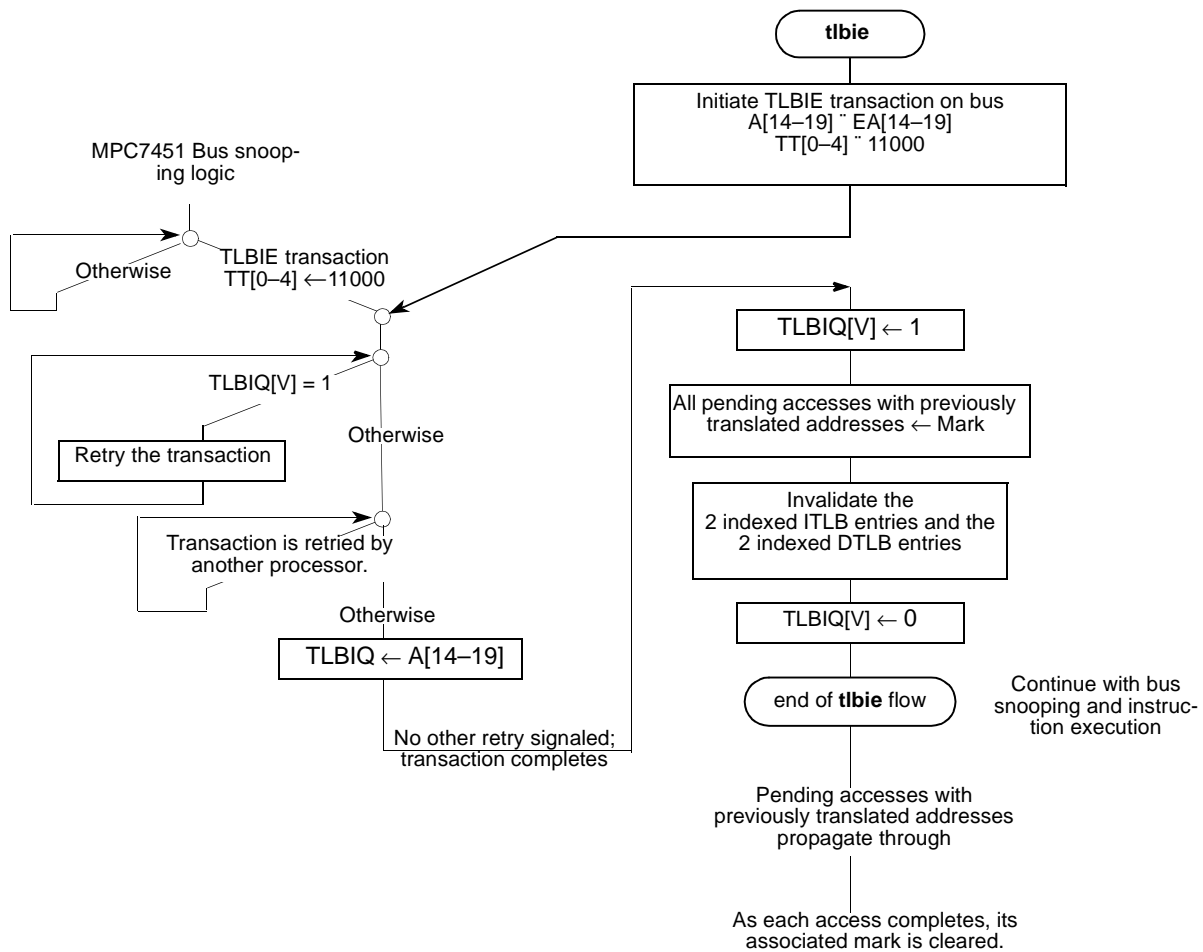 tlbie
Initiate TLBIE transaction on bus
A[14–19] ¨ EA[14–19]
TT[0–4] ¨ 11000
MPC7451 Bus snoop-
ing logic
Otherwise
TLBIE transaction
TT[0–4] ←11000
TLBIQ[V] = 1
Retry the transaction
Otherwise
Transaction is retried by
another processor.
Otherwise
TLBIQ ← A[14–19]
No other retry signaled;
transaction completes
TLBIQ[V] ← 1
All pending accesses with previously
translated addresses ← Mark
Invalidate the
2 indexed ITLB entries and the
2 indexed DTLB entries
TLBIQ[V] ← 0
end of tlbie flow
Continue with bus
snooping and instruc-
tion execution
Pending accesses with
previously translated addresses
propagate through
As each access completes, its
associated mark is cleared.